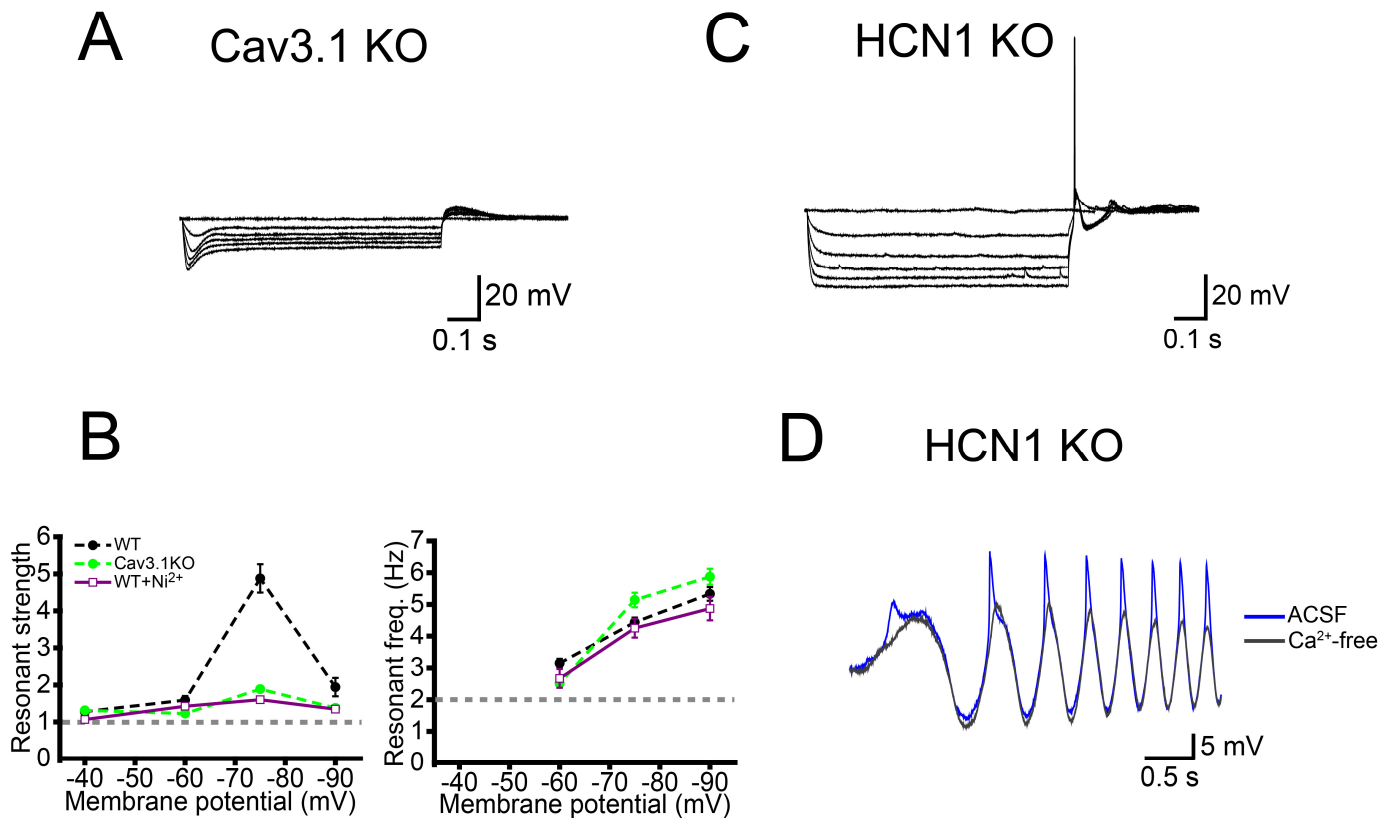 A
Cav3.1 KO
20 mV
0.1 s
C
HCN1 KO
20 mV
0.1 s
B
Resonant strength
6
5
4
3
2
1
0
WT
Cav3.1KO
WT+Ni²⁺
-40 -50 -60 -70 -80 -90
Membrane potential (mV)
Resonant freq. (Hz)
7
6
5
4
3
2
1
0
-40 -50 -60 -70 -80 -90
Membrane potential (mV)
D
HCN1 KO
ACSF
Ca²⁺-free
5 mV
0.5 s